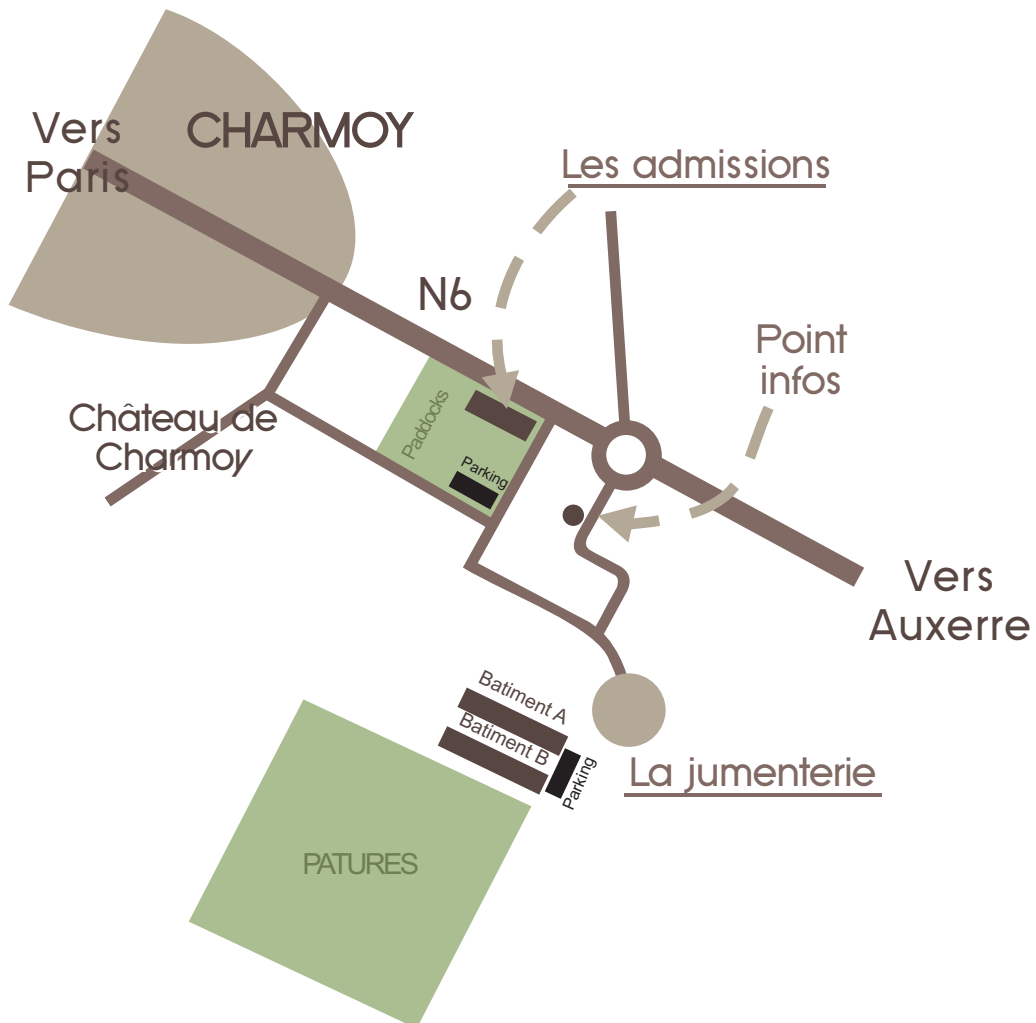 Vers
Paris
CHARMOY
Les admissions
N6
Point
infos
Paddocks
Château de
Charmoy
Parking
Vers
Auxerre
Batiment A
Batiment B
Parking
La jumenterie
PATURES